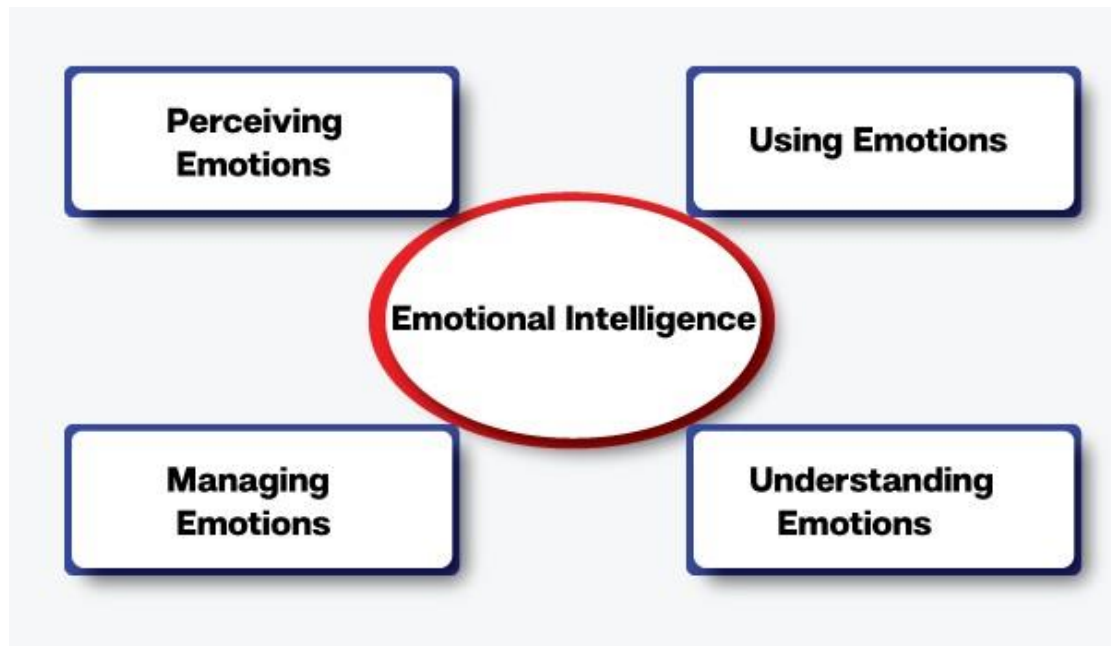 Perceiving
Emotions
Using Emotions
Emotional Intelligence
Managing
Emotions
Understanding
Emotions